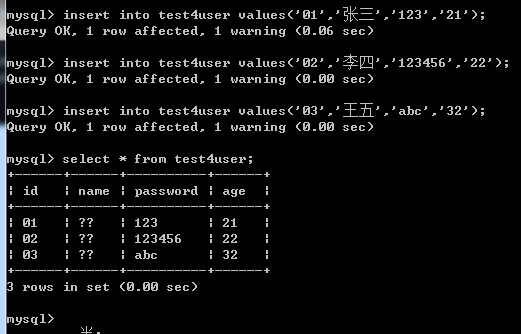 mysql> insert into test4user values('01','张三','123','21');
Query OK, 1 row affected, 1 warning (0.06 sec)
mysql> insert into test4user values('02','李四','123456','22');
Query OK, 1 row affected, 1 warning (0.00 sec)
mysql> insert into test4user values('03','王五','abc','32');
Query OK, 1 row affected, 1 warning (0.00 sec)
mysql> select * from test4user;
+------+------+----------+------+
| id   | name | password | age  |
+------+------+----------+------+
| 01   | ??   | 123      | 21   |
| 02   | ??   | 123456   | 22   |
| 03   | ??   | abc      | 32   |
+------+------+----------+------+
3 rows in set (0.00 sec)
mysql>